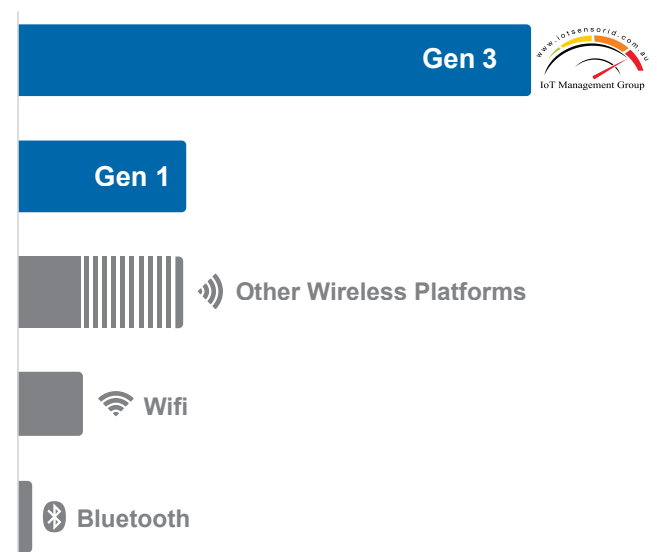 Gen 3
www.iotsensorid.com.au
IoT Management Group
Gen 1
Other Wireless Platforms
Wifi
Bluetooth